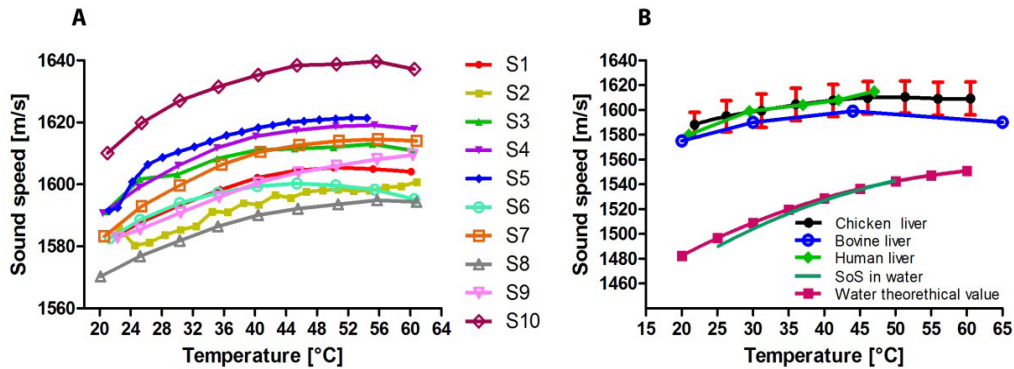 A
Sound speed [m/s]
1640
1620
1600
1580
1560
20 24 28 32 36 40 44 48 52 56 60 64
Temperature [°C]
S1
S2
S3
S4
S5
S6
S7
S8
S9
S10
B
Sound speed [m/s]
1640
1620
1600
1580
1560
1540
1520
1500
1480
1460
15 20 25 30 35 40 45 50 55 60 65
Temperature [°C]
Chicken liver
Bovine liver
Human liver
SoS in water
Water theorethical value